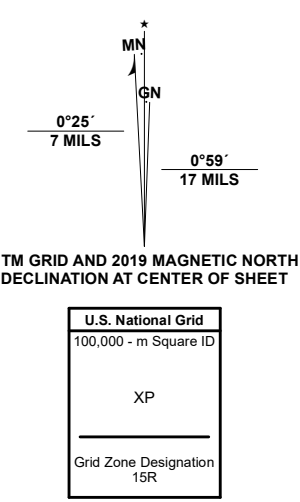 ★
MN
GN
0°25´
7 MILS
0°59´
17 MILS
TM GRID AND 2019 MAGNETIC NORTH
DECLINATION AT CENTER OF SHEET
U.S. National Grid
100,000 - m Square ID
XP
Grid Zone Designation
15R